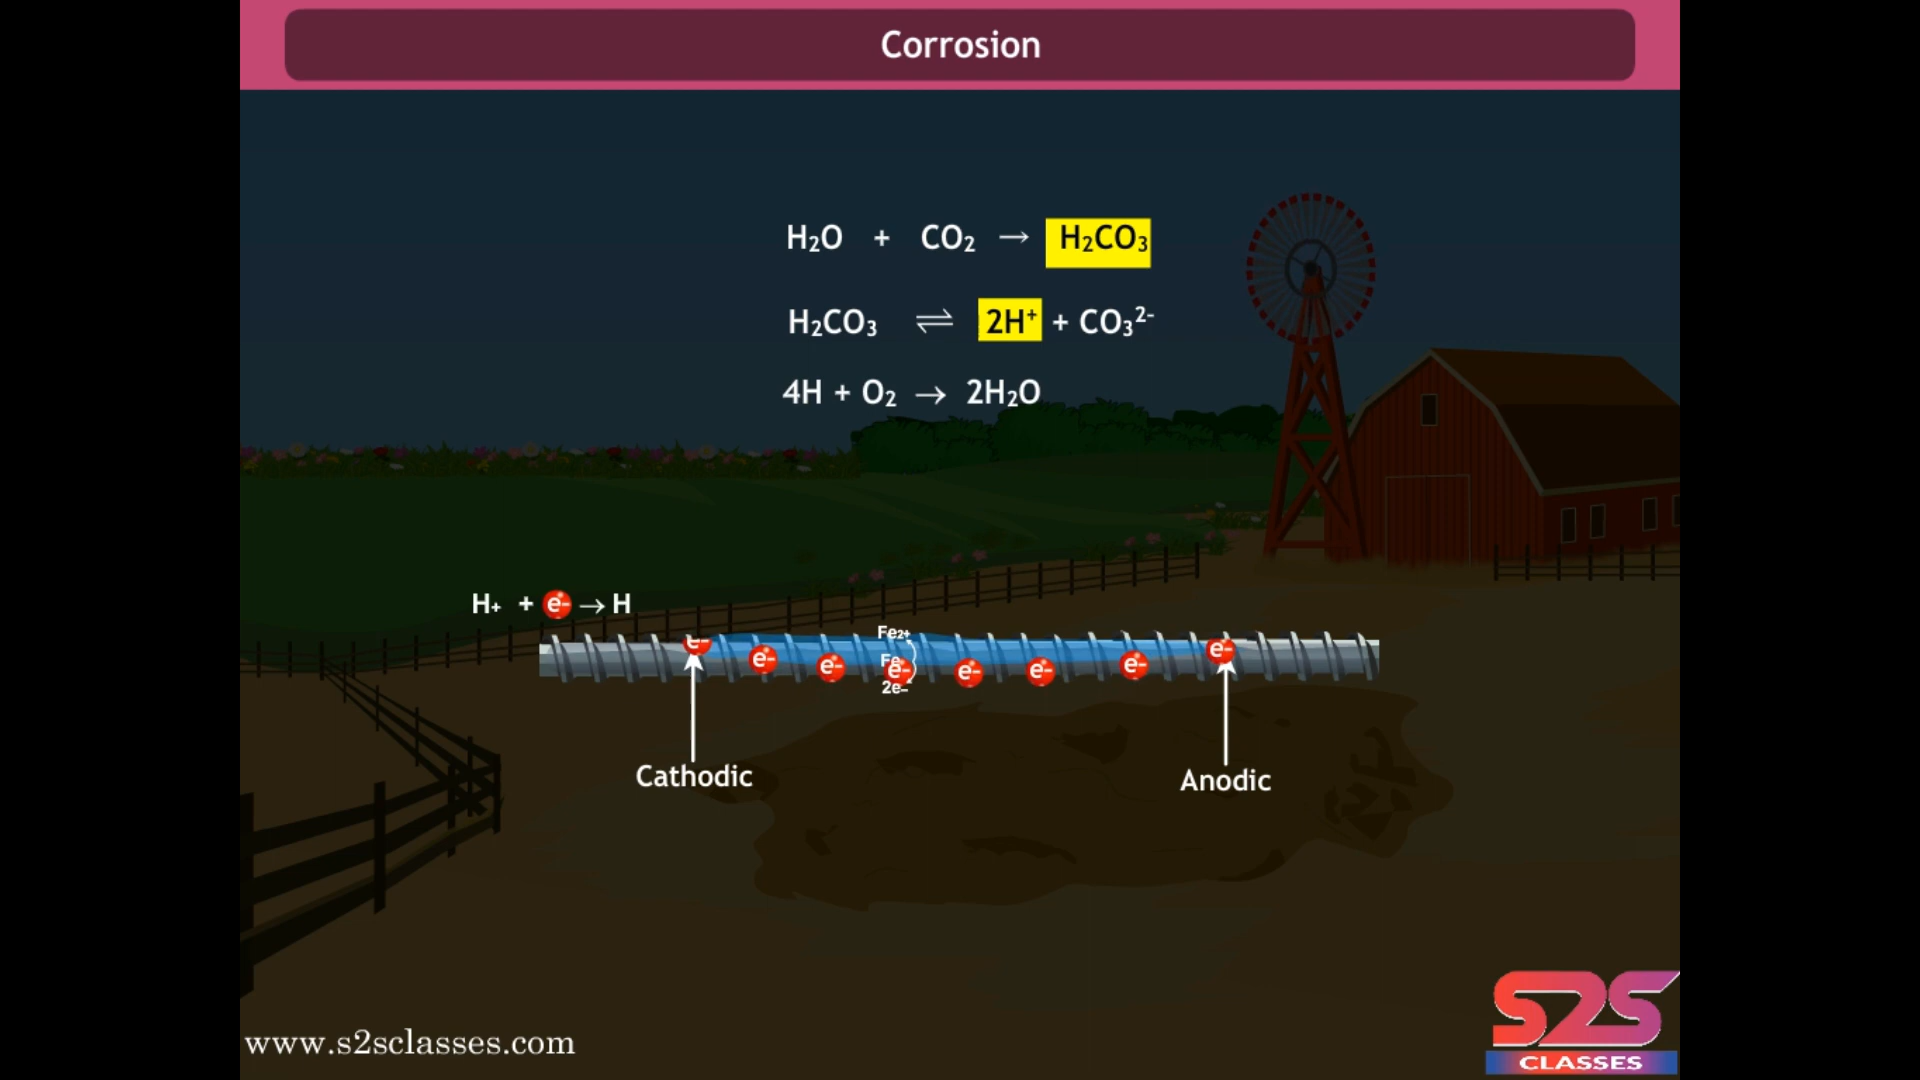 Corrosion
H₂O + CO₂ → H₂CO₃
H₂CO₃ ⇌ 2H⁺ + CO₃²⁻
4H + O₂ → 2H₂O
H+ + e- → H
Fe2+
e- e- e- Fe e- e- e- e- e-
2e-
Cathodic
Anodic
www.s2sclasses.com
S2S
CLASSES